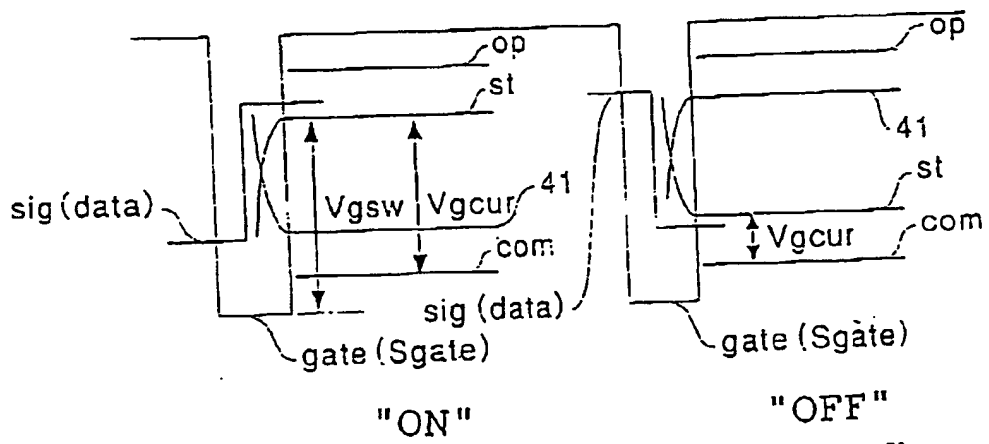 op
op
st
41
sig(data)
Vgsw
Vgcur
41
st
com
Vgcur
com
sig(data)
gate(Sgate)
gate(Sgate)
"ON"
"OFF"